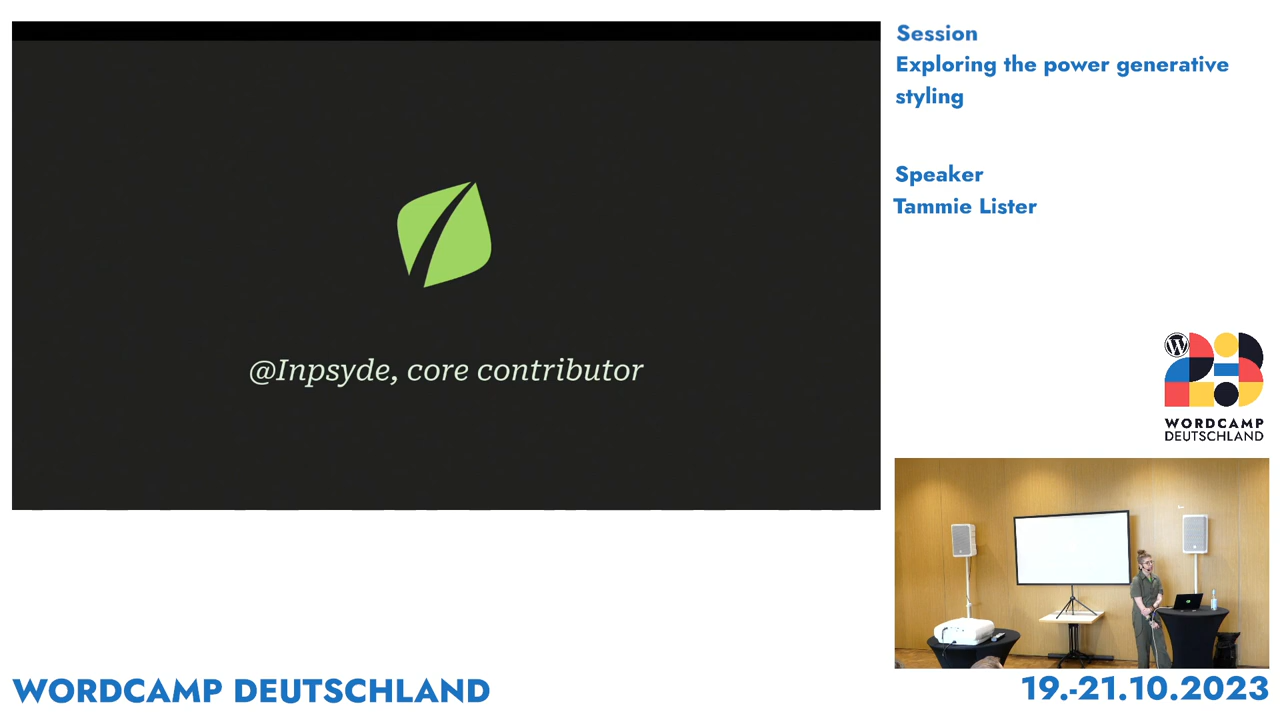 @Inpsyde, core contributor
Session
Exploring the power generative
styling
Speaker
Tammie Lister
W
WORDCAMP
DEUTSCHLAND
WORDCAMP DEUTSCHLAND
19.-21.10.2023